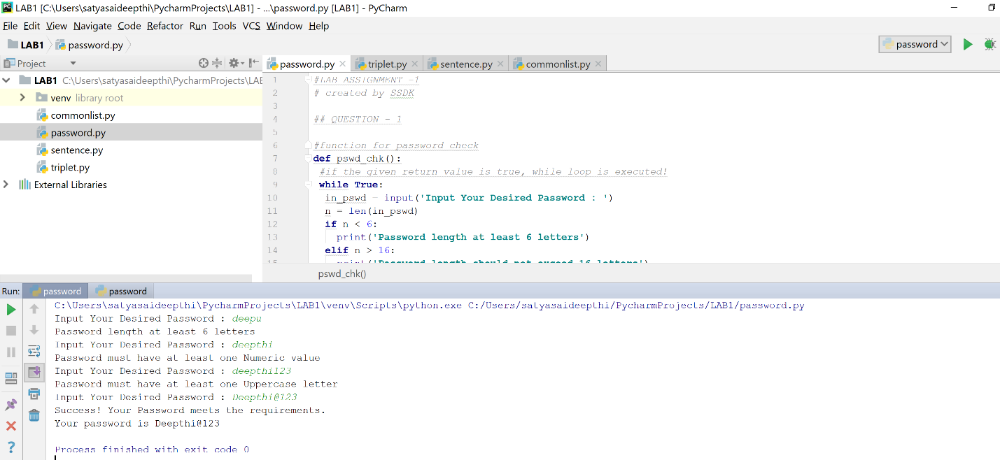 LAB1 [C:\Users\satyasaideepthi\PycharmProjects\LAB1] - ...\password.py [LAB1] - PyCharm
File Edit View Navigate Code Refactor Run Tools VCS Window Help
LAB1 password.py password
Project
password.py triplet.py sentence.py commonlist.py
LAB1 C:\Users\satyasaideepthi\PycharmProjects\LAB
venv library root
commonlist.py
password.py
sentence.py
triplet.py
External Libraries
1 #LAB ASSIGNMENT -1
2 # created by SSDK
3
4 ## QUESTION - 1
5
6 #function for password check
7 def pswd_chk():
8 #if the given return value is true, while loop is executed!
9 while True:
10 in_pswd = input('Input Your Desired Password : ')
11 n = len(in_pswd)
12 if n < 6:
13 print('Password length at least 6 letters')
14 elif n > 16:
15 print('Password length should not exceed 16 letters')
pswd_chk()
Run: password password
C:\Users\satyasaideepthi\PycharmProjects\LAB1\venv\Scripts\python.exe C:/Users/satyasaideepthi/PycharmProjects/LAB1/password.py
Input Your Desired Password : deepu
Password length at least 6 letters
Input Your Desired Password : deepthi
Password must have at least one Numeric value
Input Your Desired Password : deepthi123
Password must have at least one Uppercase letter
Input Your Desired Password : Deepthi@123
Success! Your Password meets the requirements.
Your password is Deepthi@123
Process finished with exit code 0